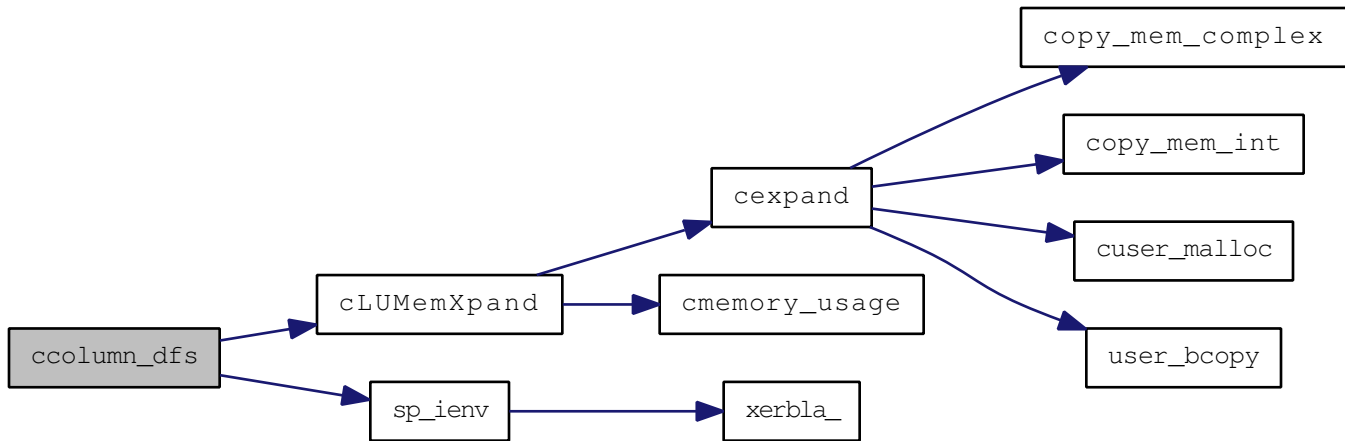 copy_mem_complex
copy_mem_int
cexpand
cuser_malloc
cLUMemXpand
cmemory_usage
ccolumn_dfs
user_bcopy
sp_ienv
xerbla_